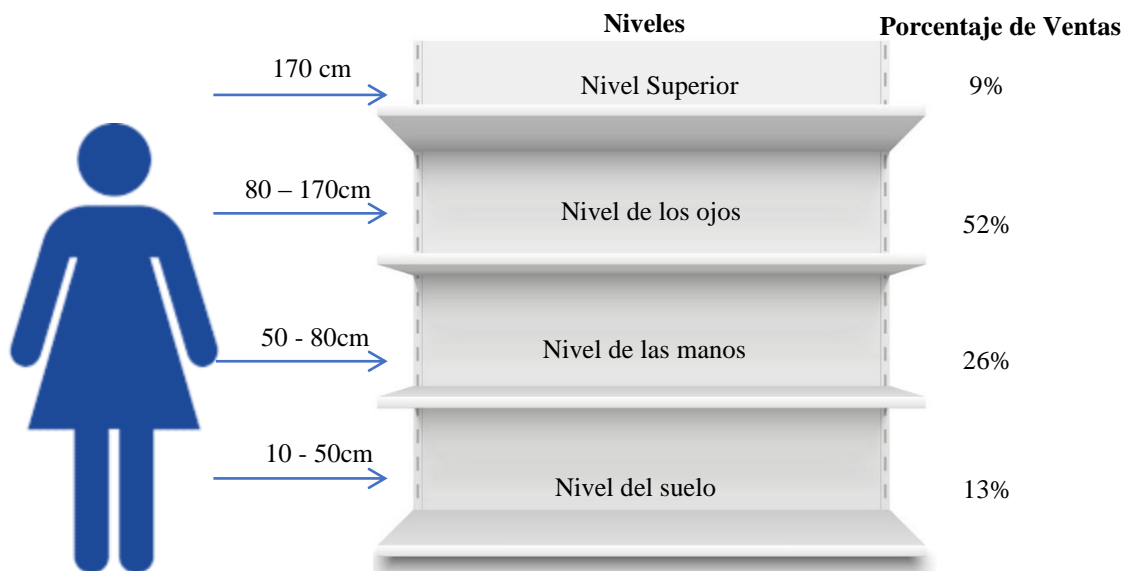 Niveles
Porcentaje de Ventas
170 cm
Nivel Superior
9%
80 – 170cm
Nivel de los ojos
52%
50 - 80cm
Nivel de las manos
26%
10 - 50cm
Nivel del suelo
13%